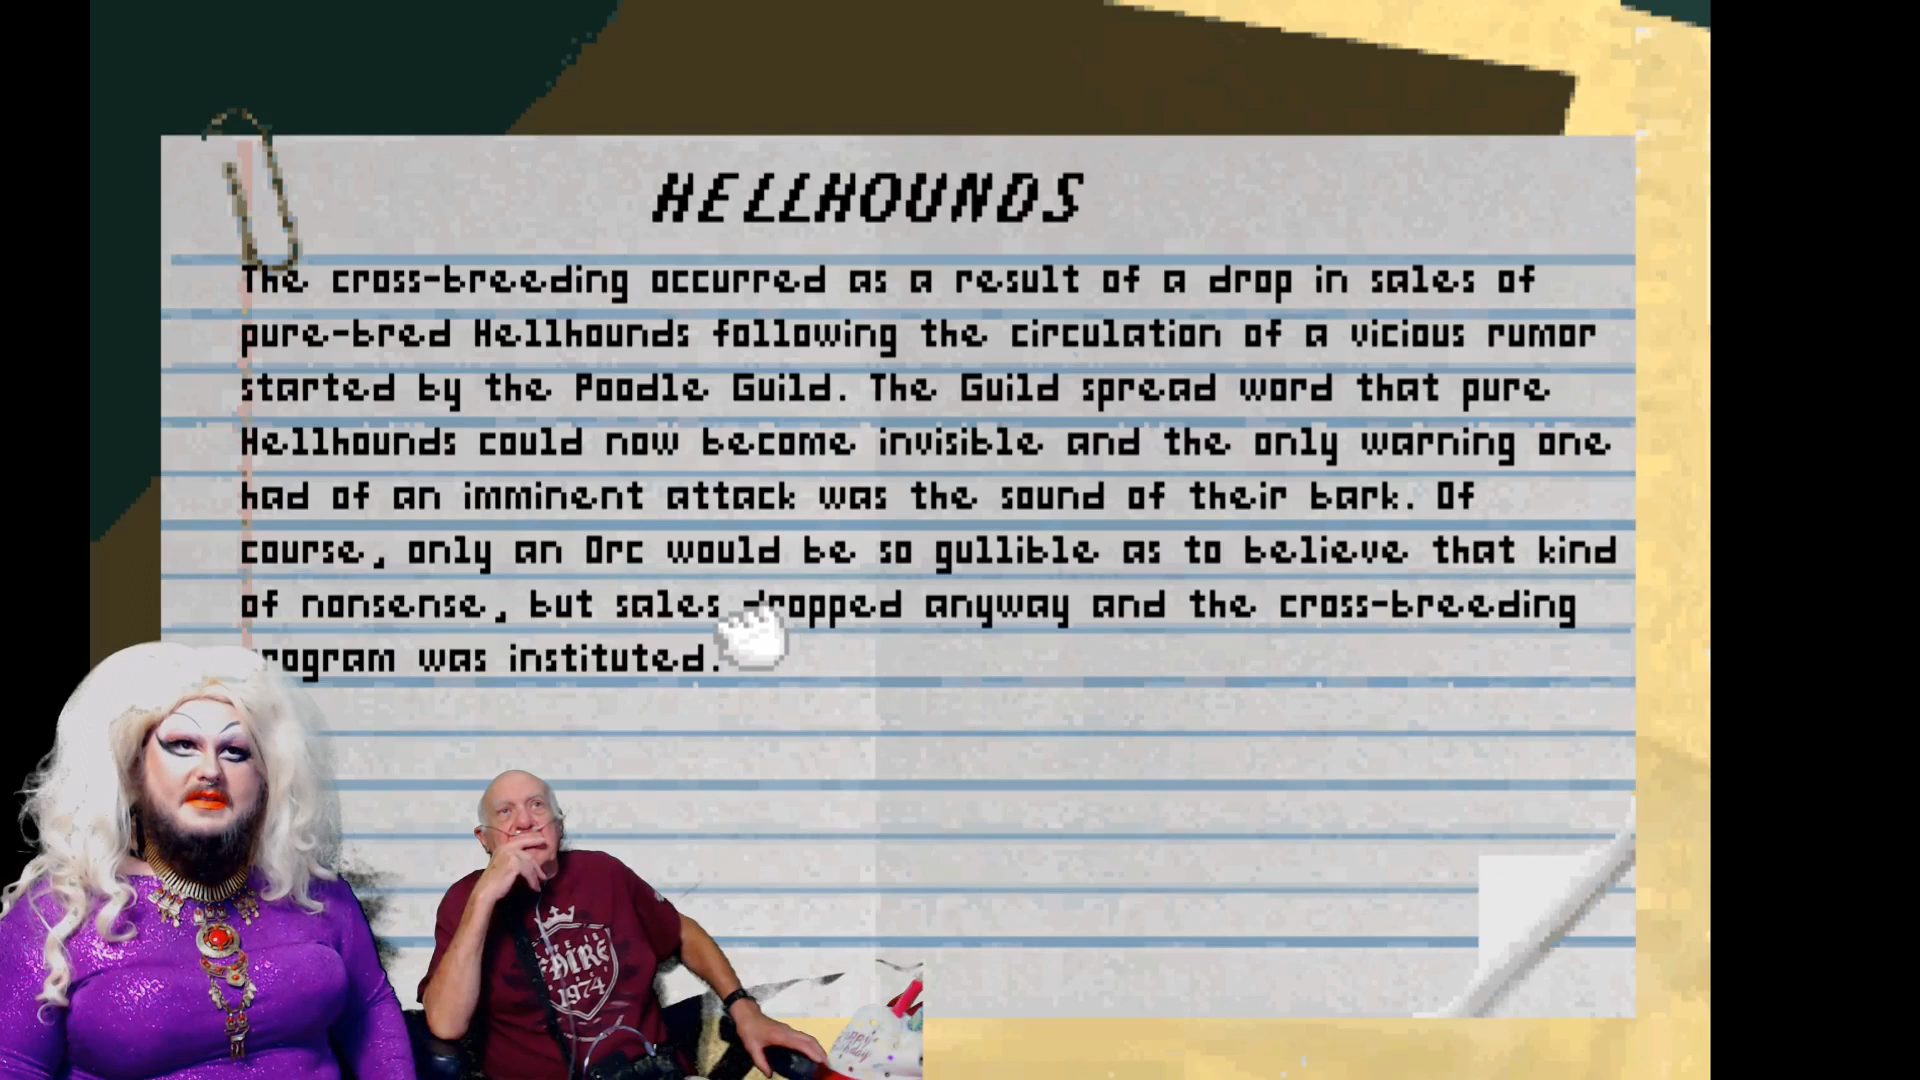 HELLHOUNDS
The cross-breeding occurred as a result of a drop in sales of
pure-bred Hellhounds following the circulation of a vicious rumor
started by the Poodle Guild. The Guild spread word that pure
Hellhounds could now become invisible and the only warning one
had of an imminent attack was the sound of their bark. Of
course, only an Orc would be so gullible as to believe that kind
of nonsense, but sales dropped anyway and the cross-breeding
program was instituted.
FAIRE
1974
Happy